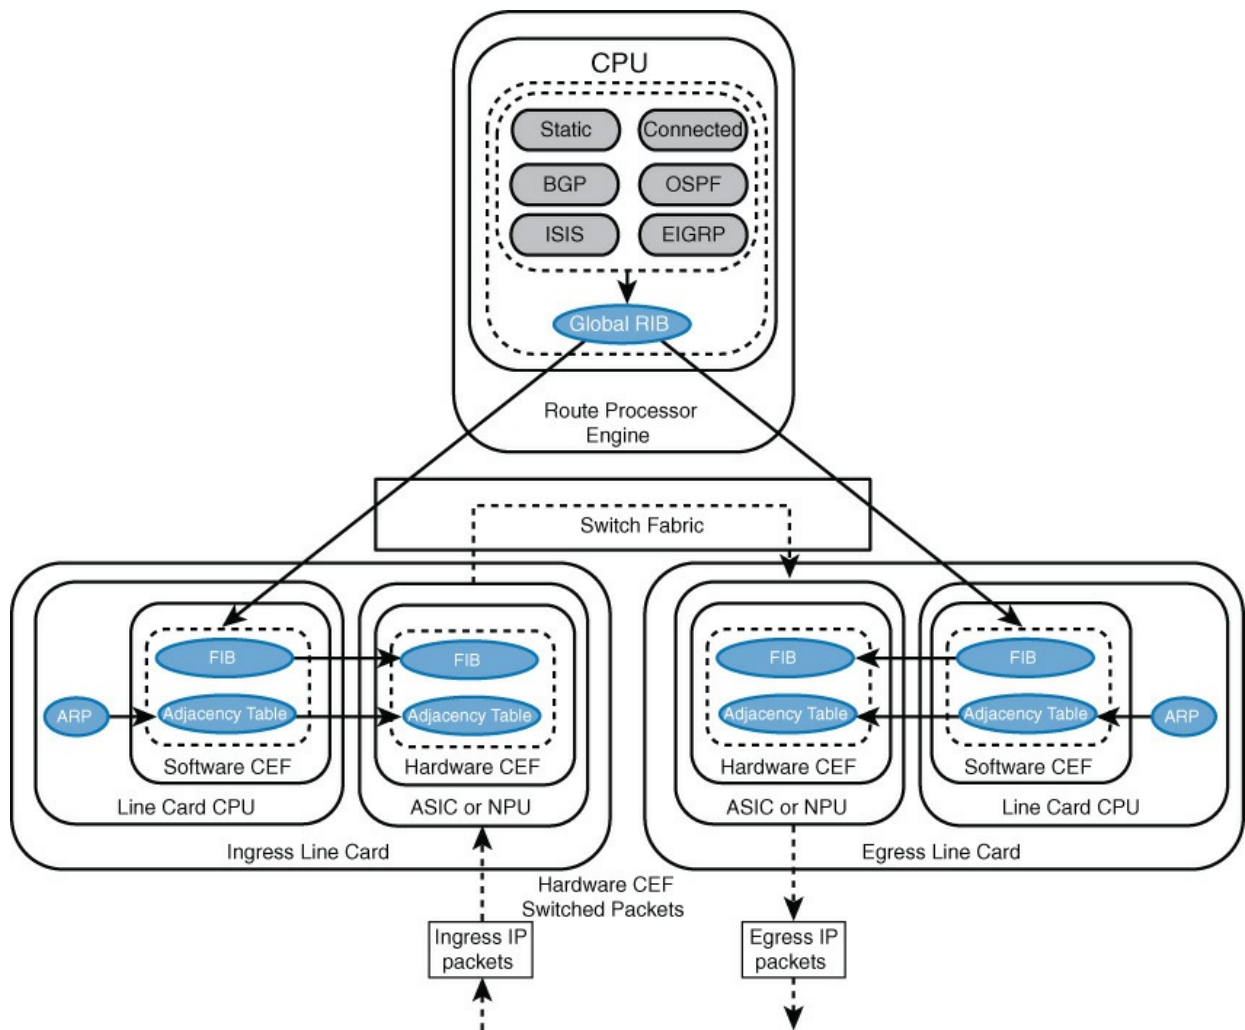 CPU
Static
Connected
BGP
OSPF
ISIS
EIGRP
Global RIB
Route Processor
Engine
Switch Fabric
FIB
FIB
FIB
FIB
ARP
Adjacency Table
Adjacency Table
Adjacency Table
Adjacency Table
ARP
Software CEF
Hardware CEF
Hardware CEF
Software CEF
Line Card CPU
ASIC or NPU
ASIC or NPU
Line Card CPU
Ingress Line Card
Egress Line Card
Hardware CEF
Switched Packets
Ingress IP
packets
Egress IP
packets